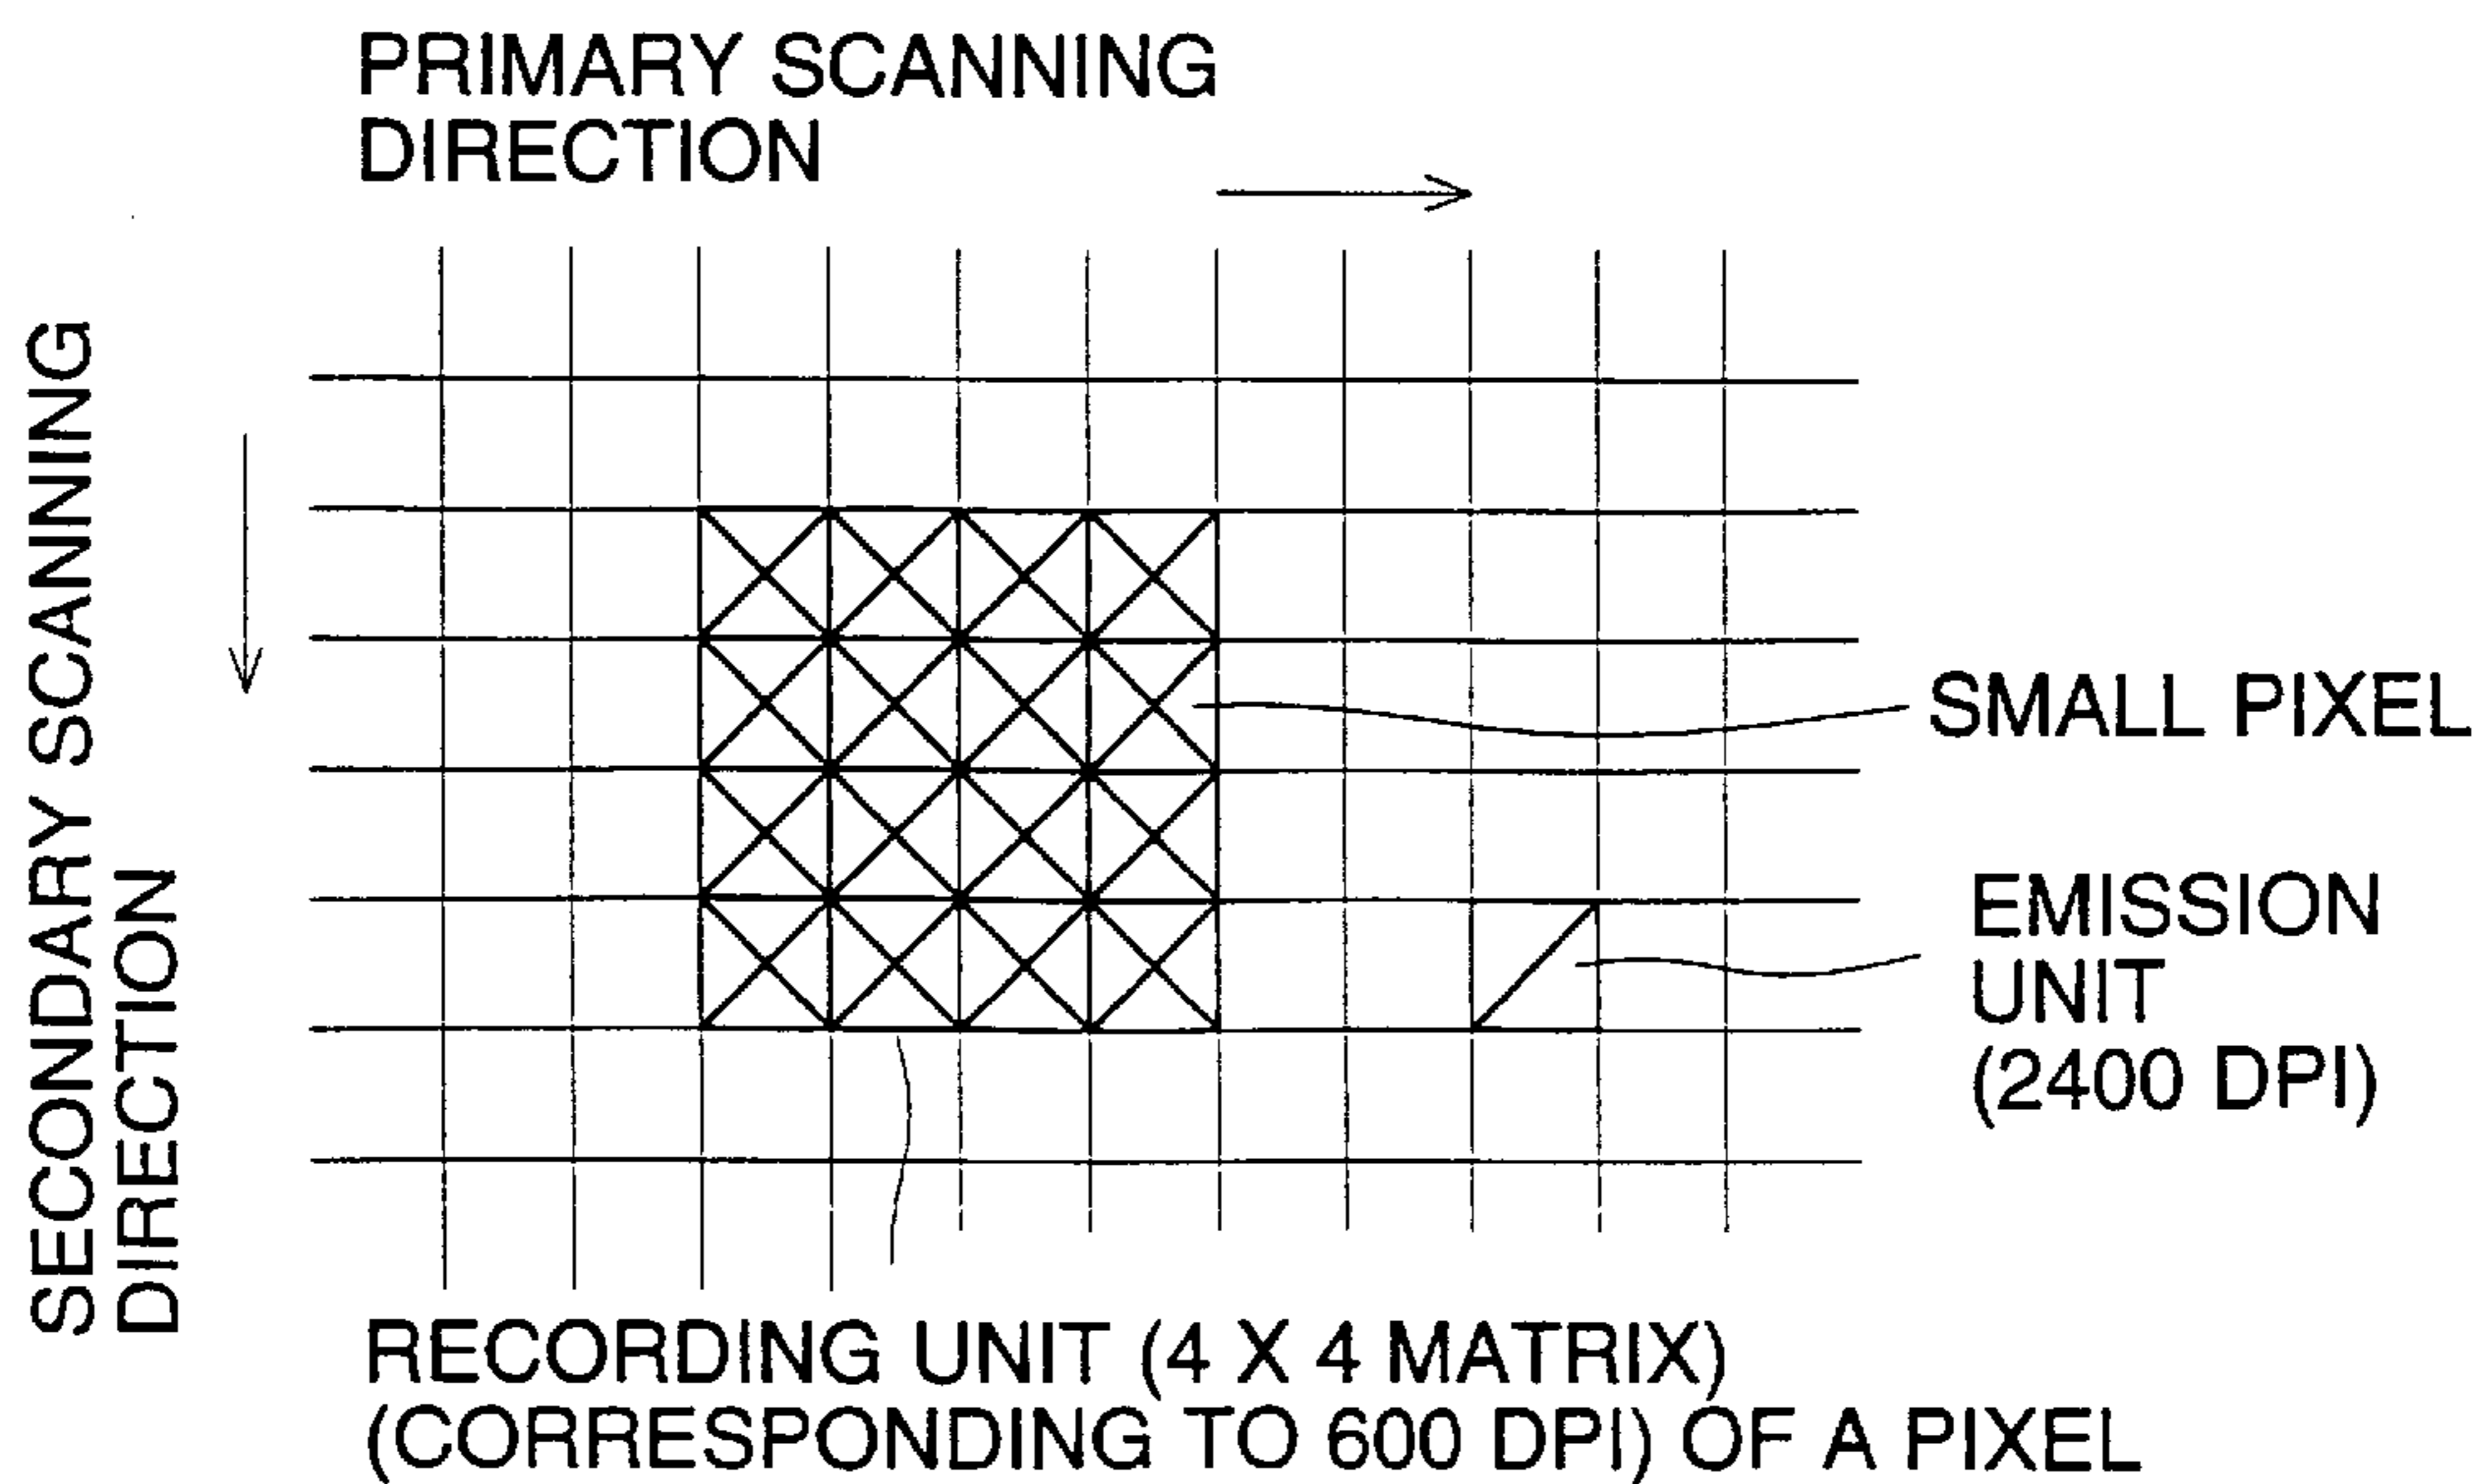 PRIMARY SCANNING
DIRECTION
SECONDARY SCANNING
DIRECTION
SMALL PIXEL
EMISSION
UNIT
(2400 DPI)
RECORDING UNIT (4 X 4 MATRIX)
(CORRESPONDING TO 600 DPI) OF A PIXEL